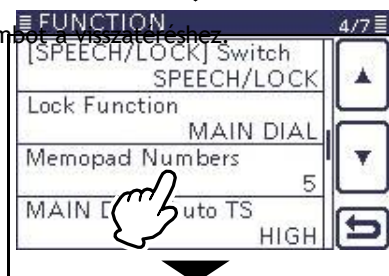 mbot a visszatéréshez.
FUNCTION 4/7
[SPEECH/LOCK] Switch
SPEECH/LOCK
Lock Function
MAIN DIAL
Memopad Numbers
5
MAIN uto TS
HIGH